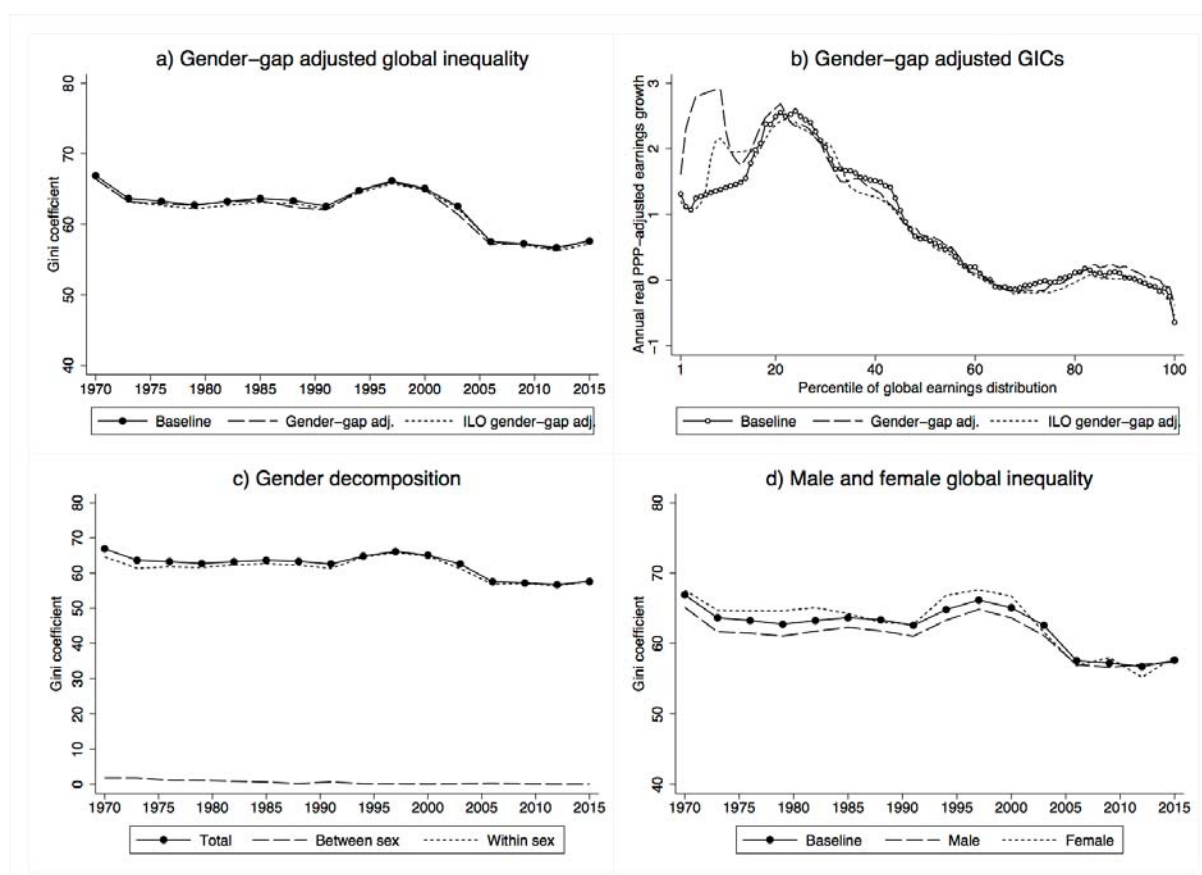 a) Gender-gap adjusted global inequality
Gini coefficient
80
70
60
50
40
1970 1975 1980 1985 1990 1995 2000 2005 2010 2015
Baseline Gender-gap adj. ILO gender-gap adj.
b) Gender-gap adjusted GICs
Annual real PPP-adjusted earnings growth
3
2
1
0
-1
1 20 40 60 80 100
Percentile of global earnings distribution
Baseline Gender-gap adj. ILO gender-gap adj.
c) Gender decomposition
Gini coefficient
80
70
60
50
40
30
20
10
0
1970 1975 1980 1985 1990 1995 2000 2005 2010 2015
Total Between sex Within sex
d) Male and female global inequality
Gini coefficient
80
70
60
50
40
1970 1975 1980 1985 1990 1995 2000 2005 2010 2015
Baseline Male Female